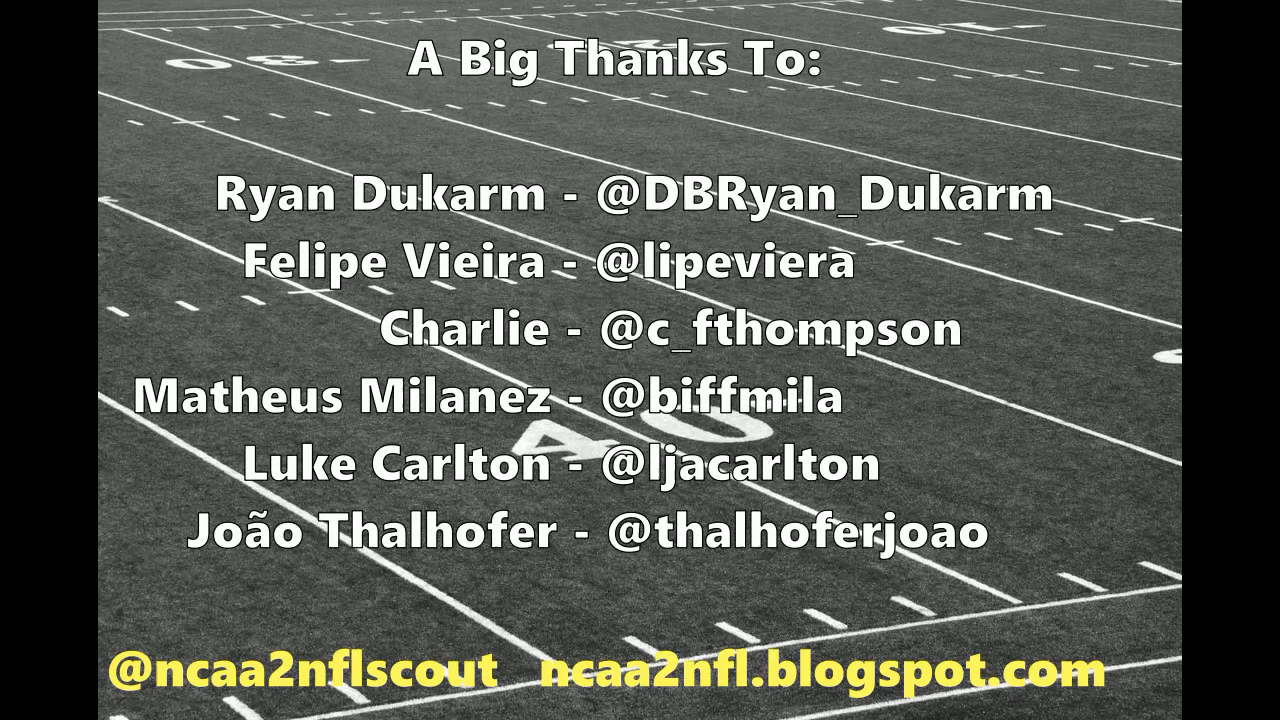 A Big Thanks To:
Ryan Dukarm - @DBRyan_Dukarm
Felipe Vieira - @lipeviera
Charlie - @c_fthompson
Matheus Milanez - @biffmila
Luke Carlton - @ljacarlton
João Thalhofer - @thalhoferjoao
40
@ncaa2nflscout ncaa2nfl.blogspot.com